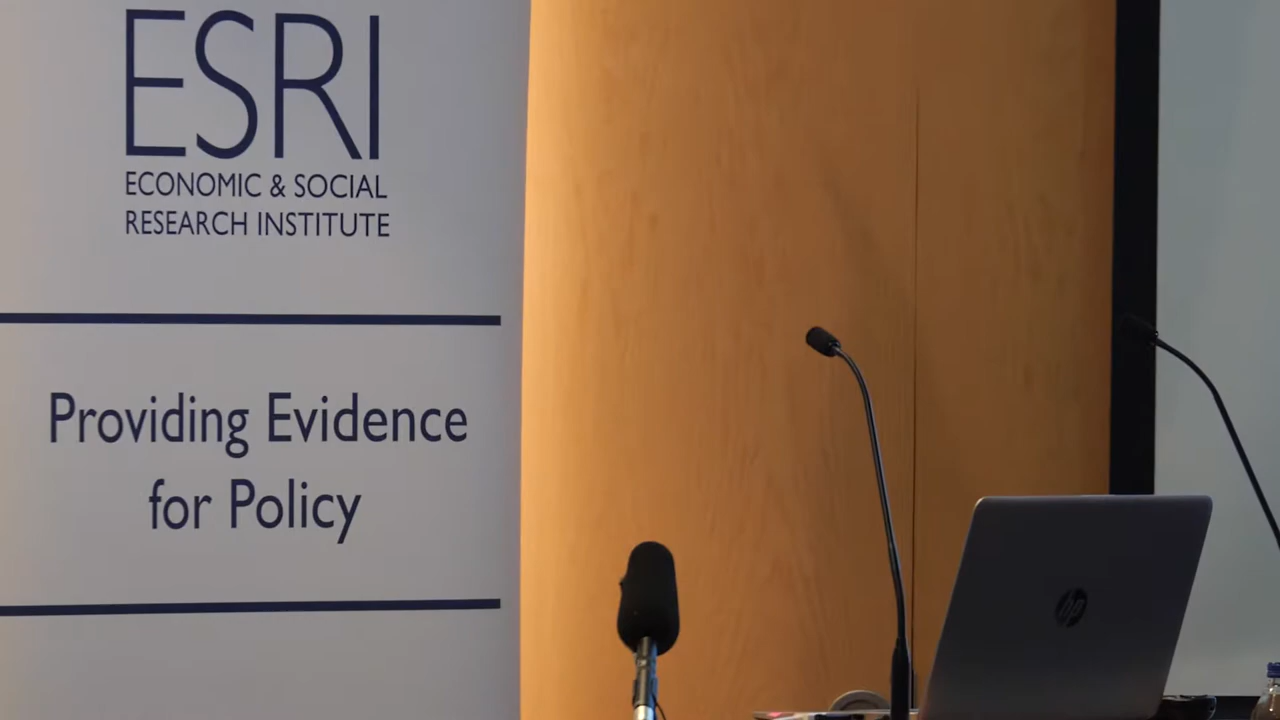 ESRI
ECONOMIC & SOCIAL
RESEARCH INSTITUTE
Providing Evidence
for Policy
hp